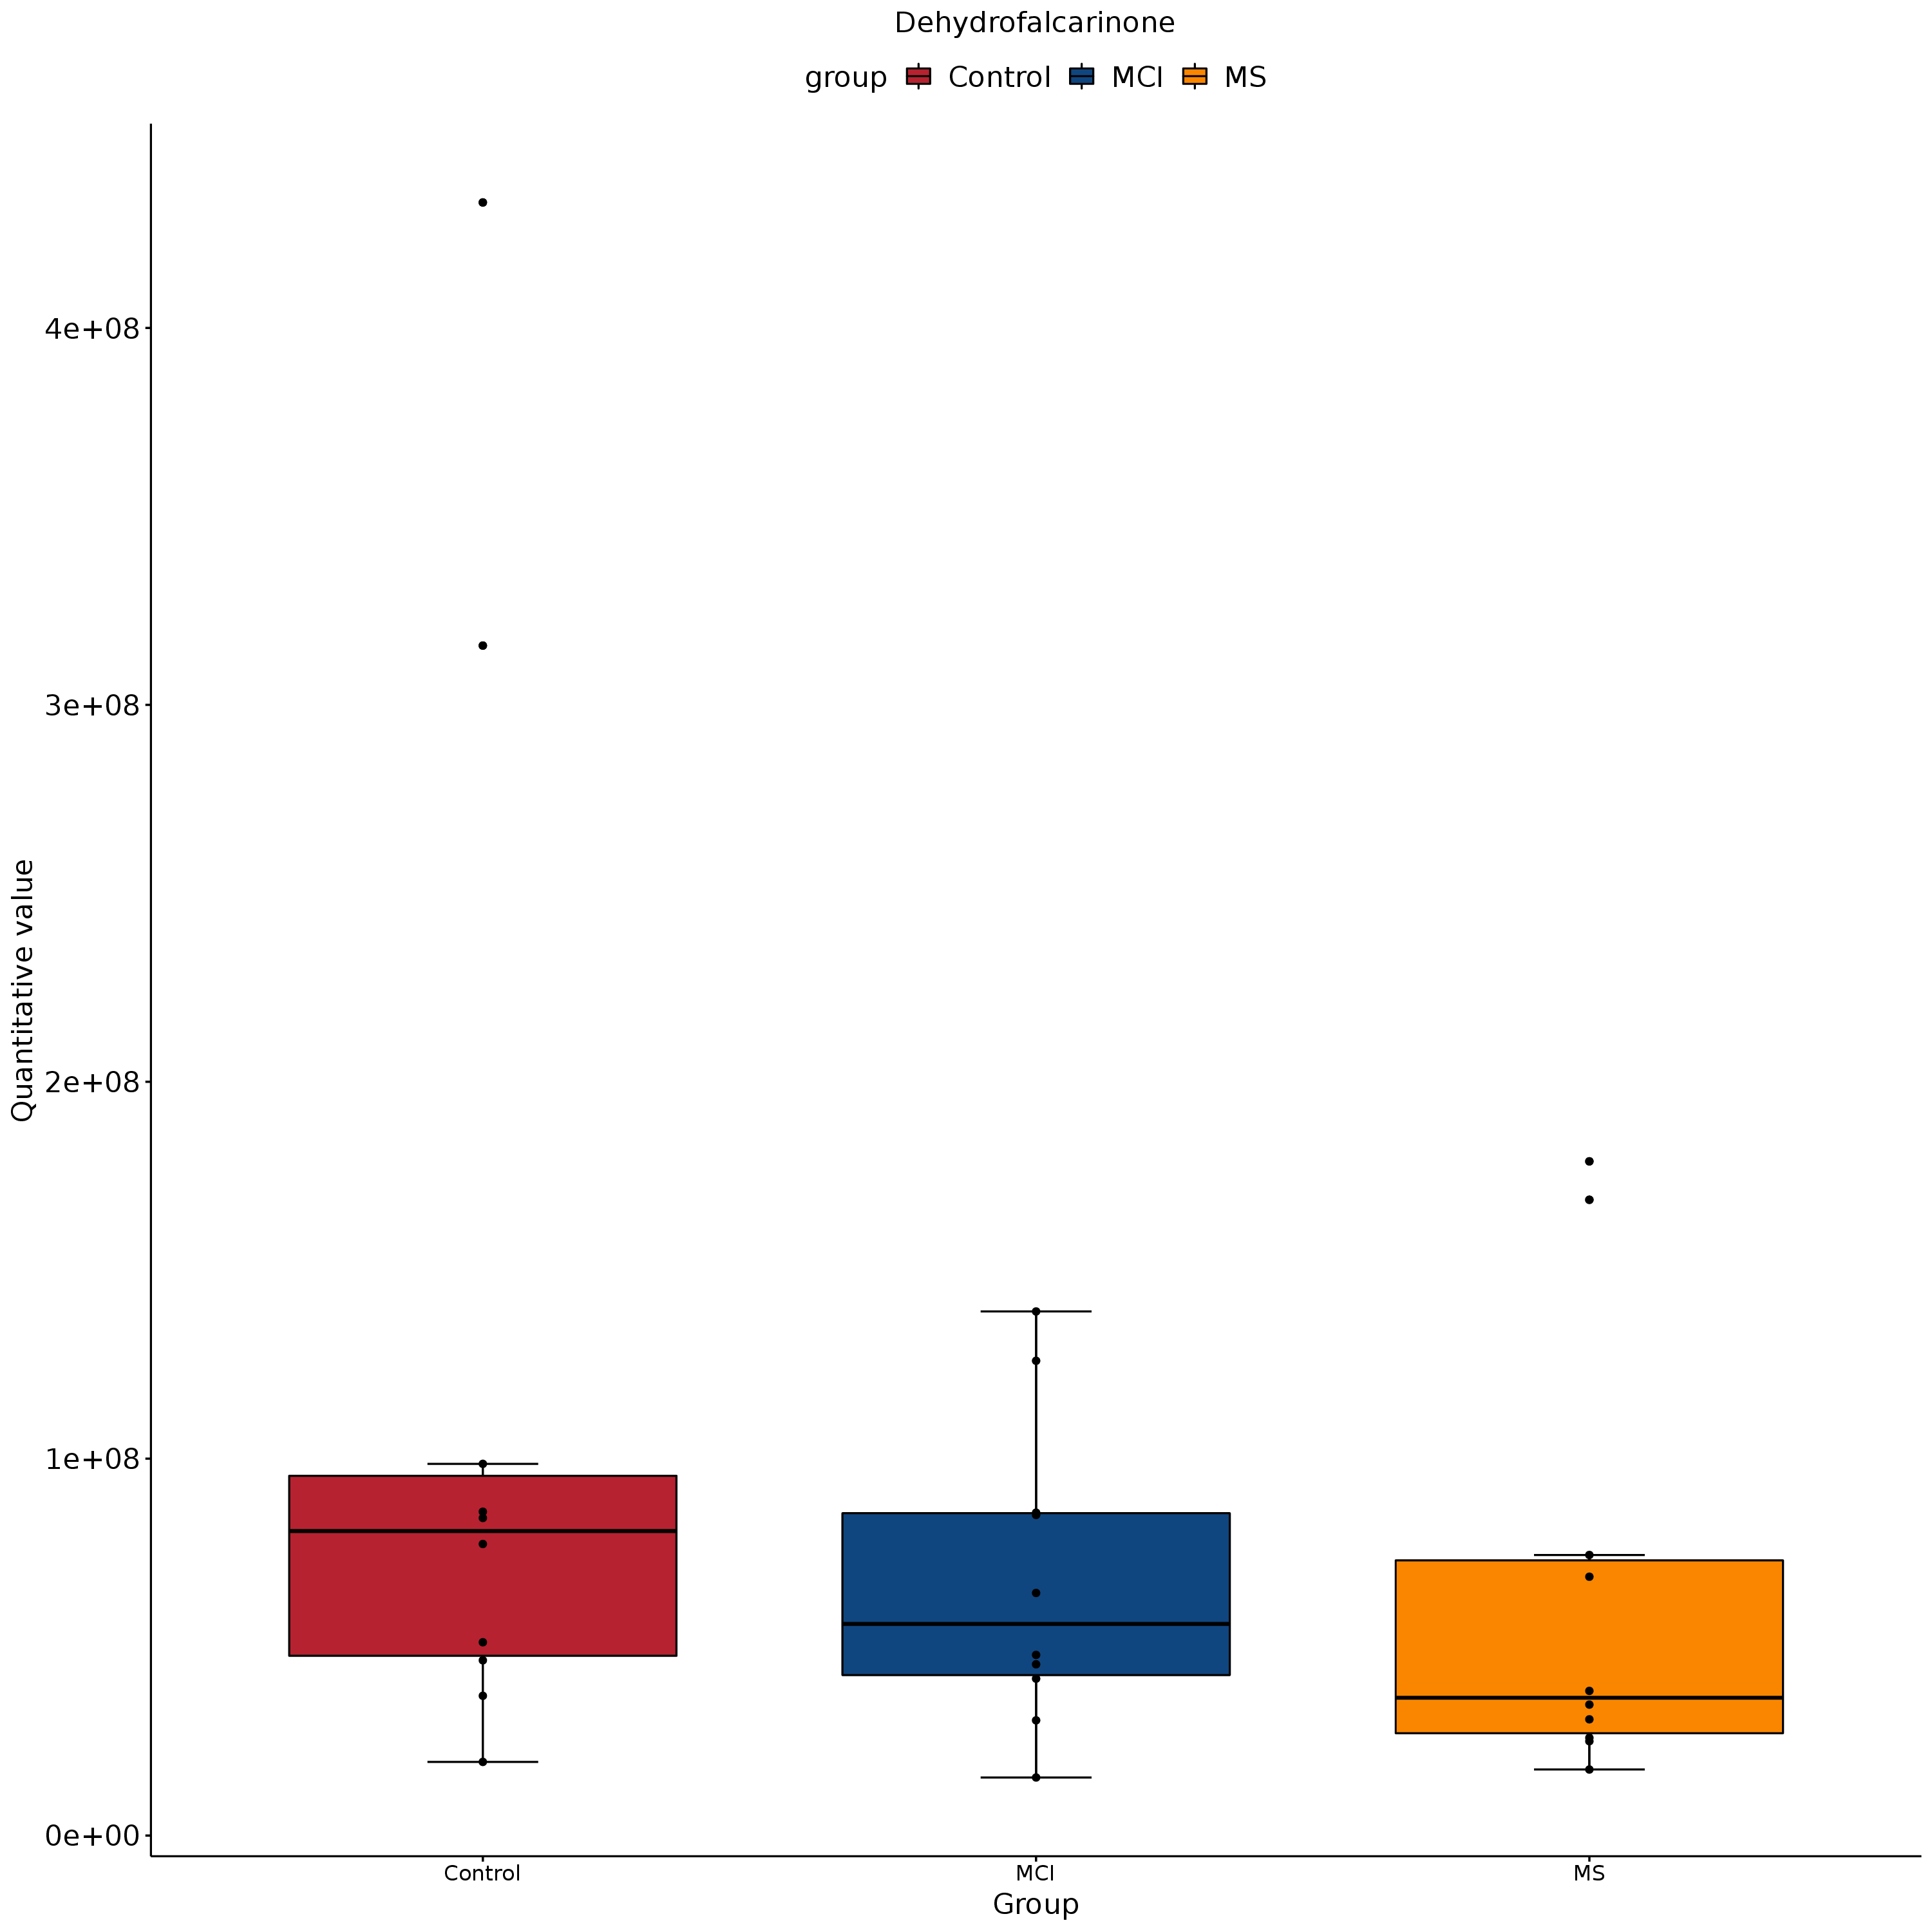 Dehydrofalcarinone
group Control MCI MS
4e+08
3e+08
2e+08
1e+08
0e+00
Quantitative value
Control MCI MS
Group